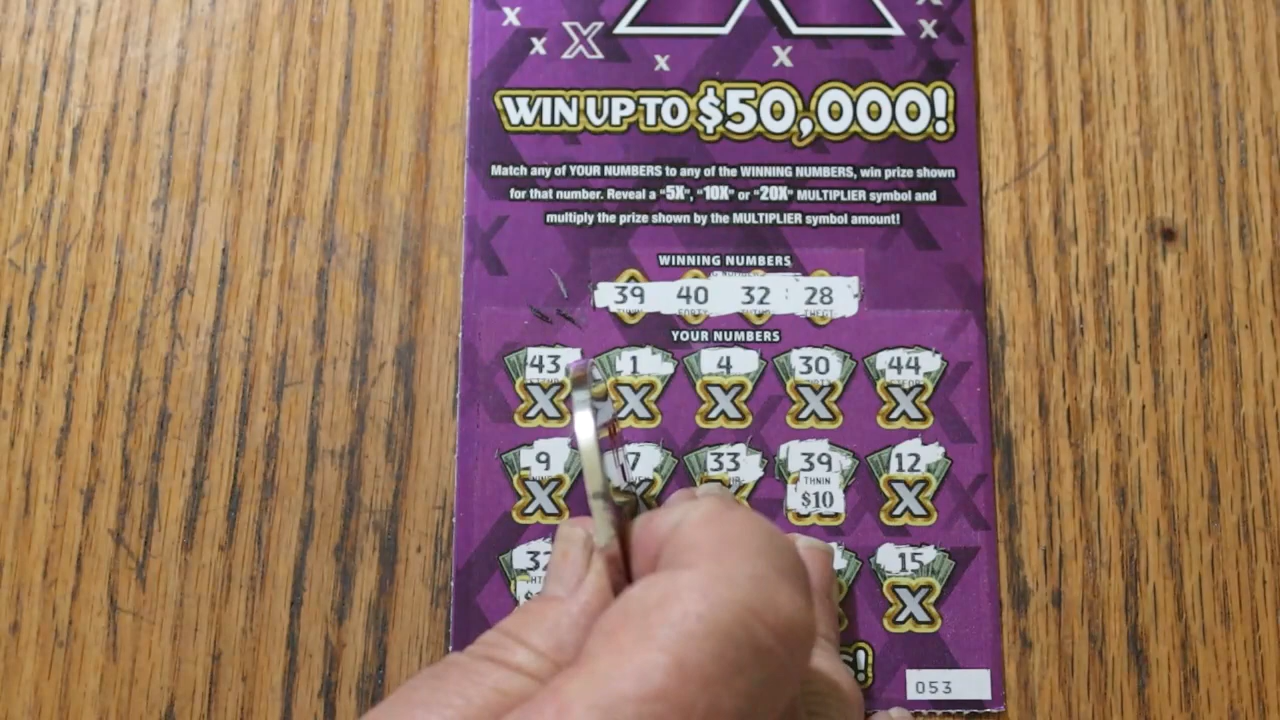 X
X X X X
X X
WIN UP TO $50,000!
Match any of YOUR NUMBERS to any of the WINNING NUMBERS, win prize shown
for that number. Reveal a "5X", "10X" or "20X" MULTIPLIER symbol and
multiply the prize shown by the MULTIPLIER symbol amount!
WINNING NUMBERS
39 40 32 28
YOUR NUMBERS
43 1 4 30 44
X X X X X
9 7 33 39 12
THNIN
X $10 X
32 15
X
053